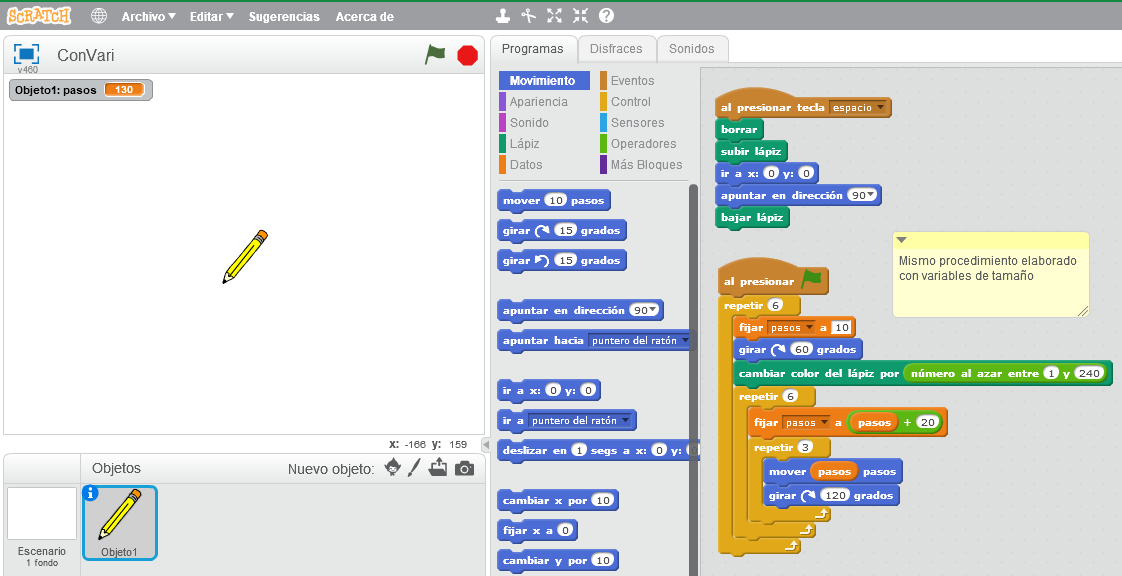 SCRATCH Archivo Editar Sugerencias Acerca de
ConVari
v460
Objeto1: pasos 130
x: -166 y: 159
Objetos Nuevo objeto:
Escenario
1 fondo
Objeto1
Programas Disfraces Sonidos
Movimiento Eventos
Apariencia Control
Sonido Sensores
Lápiz Operadores
Datos Más Bloques
mover 10 pasos
girar 15 grados
girar 15 grados
apuntar en dirección 90
apuntar hacia puntero del ratón
ir a x: 0 y: 0
ir a puntero del ratón
deslizar en 1 segs a x: 0 y:
cambiar x por 10
fijar x a 0
cambiar y por 10
al presionar tecla espacio
borrar
subir lápiz
ir a x: 0 y: 0
apuntar en dirección 90
bajar lápiz
Mismo procedimiento elaborado
con variables de tamaño
al presionar
repetir 6
fijar pasos a 10
girar 60 grados
cambiar color del lápiz por número al azar entre 1 y 240
repetir 6
fijar pasos a pasos + 20
repetir 3
mover pasos pasos
girar 120 grados